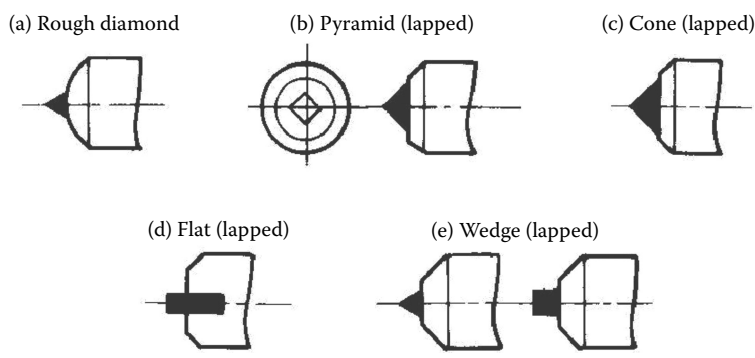 (a) Rough diamond
(b) Pyramid (lapped)
(c) Cone (lapped)
(d) Flat (lapped)
(e) Wedge (lapped)